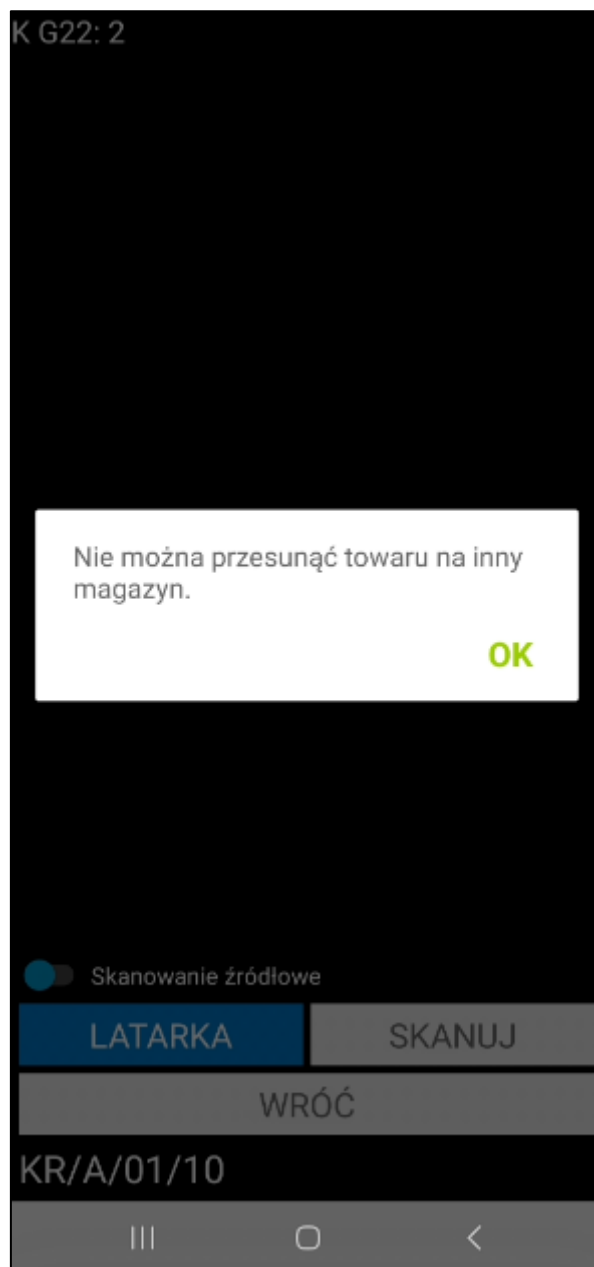 K G22: 2
Nie można przesunąć towaru na inny
magazyn.
OK
Skanowanie źródłowe
LATARKA
SKANUJ
WRÓĆ
KR/A/01/10